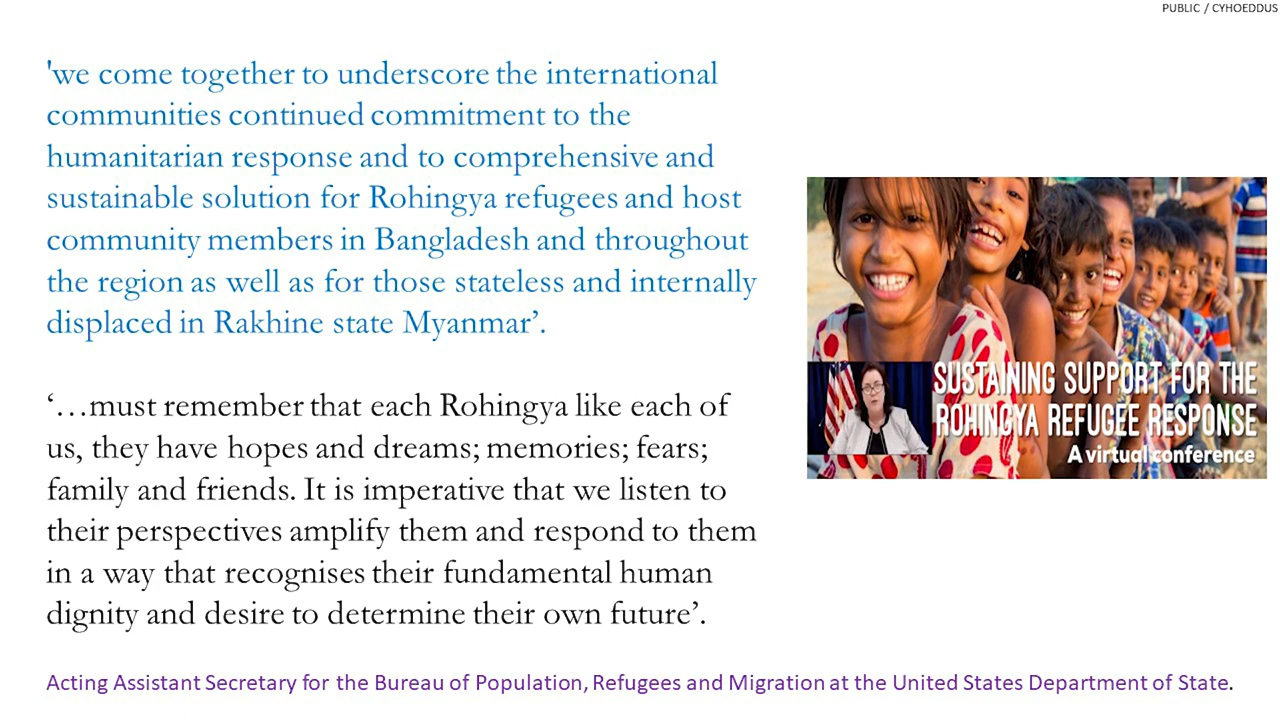 PUBLIC / CYHOEDDUS
'we come together to underscore the international
communities continued commitment to the
humanitarian response and to comprehensive and
sustainable solution for Rohingya refugees and host
community members in Bangladesh and throughout
the region as well as for those stateless and internally
displaced in Rakhine state Myanmar’.
‘…must remember that each Rohingya like each of
us, they have hopes and dreams; memories; fears;
family and friends. It is imperative that we listen to
their perspectives amplify them and respond to them
in a way that recognises their fundamental human
dignity and desire to determine their own future’.
SUSTAINING SUPPORT FOR THE
ROHINGYA REFUGEE RESPONSE
A virtual conference
Acting Assistant Secretary for the Bureau of Population, Refugees and Migration at the United States Department of State.